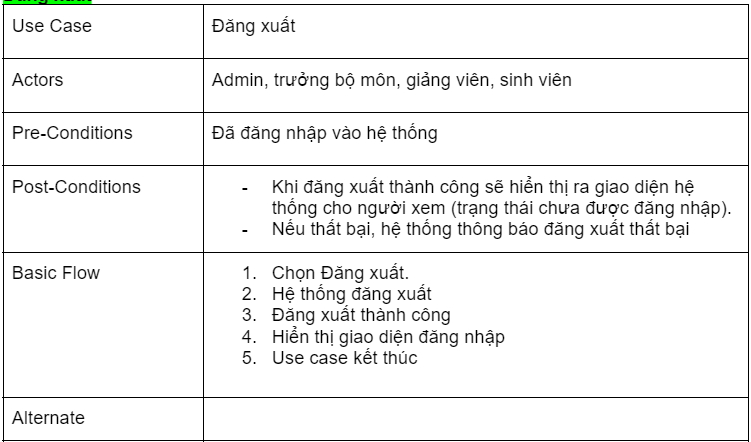 Use Case
Đăng xuất
Actors
Admin, trưởng bộ môn, giảng viên, sinh viên
Pre-Conditions
Đã đăng nhập vào hệ thống
Post-Conditions
- Khi đăng xuất thành công sẽ hiển thị ra giao diện hệ
thống cho người xem (trạng thái chưa được đăng nhập).
- Nếu thất bại, hệ thống thông báo đăng xuất thất bại
Basic Flow
1. Chọn Đăng xuất.
2. Hệ thống đăng xuất
3. Đăng xuất thành công
4. Hiển thị giao diện đăng nhập
5. Use case kết thúc
Alternate